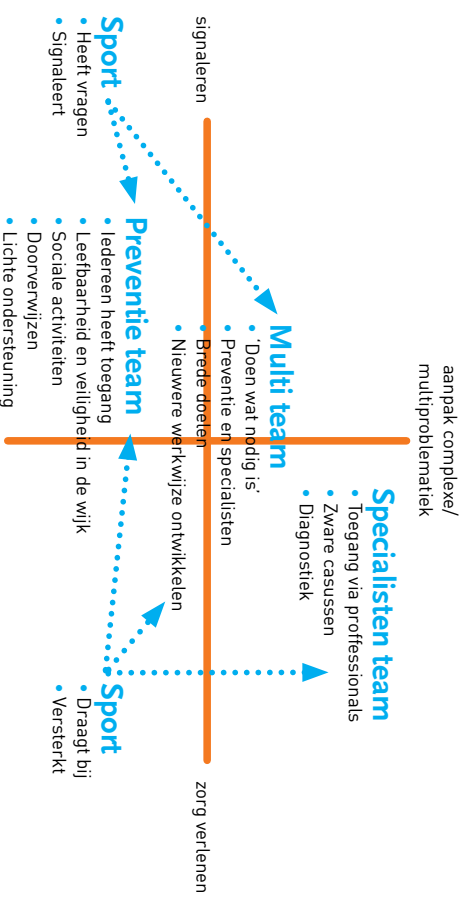 aanpak complexe/
multiproblematiek
Specialisten team
• Toegang via proffessionals
• Zware casussen
• Diagnostiek
Multi team
• 'Doen wat nodig is'
• Preventie en specialisten
• Brede doelen
• Nieuwere werkwijze ontwikkelen
signaleren
zorg verlenen
Preventie team
• Iedereen heeft toegang
• Leefbaarheid en veiligheid in de wijk
• Sociale activiteiten
• Doorverwijzen
• Lichte ondersteuning
Sport
• Heeft vragen
• Signaleert
Sport
• Draagt bij
• Versterkt